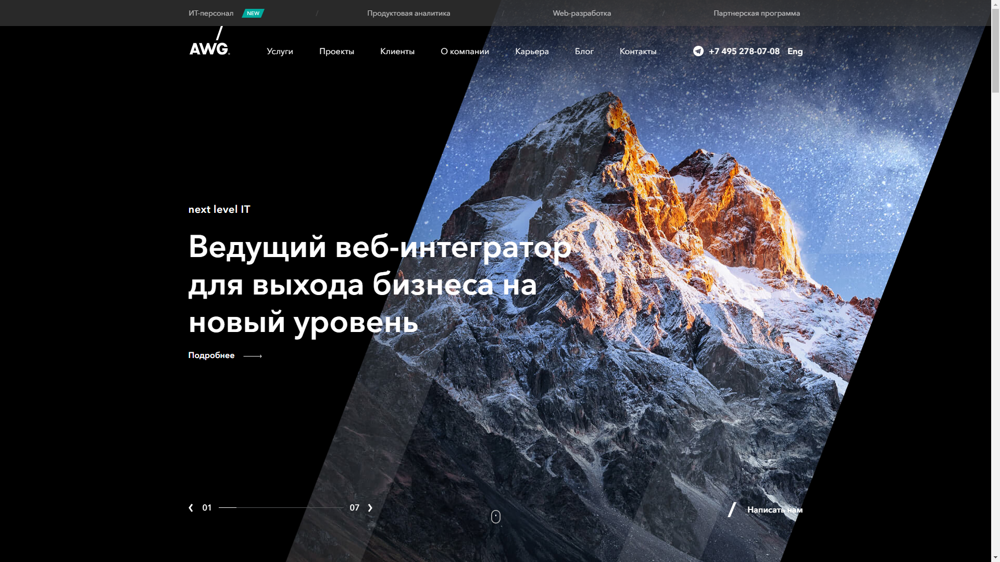 ИТ-персонал NEW / Продуктовая аналитика / Web-разработка / Партнерская программа
AWG
Услуги Проекты Клиенты О компании Карьера Блог Контакты +7 495 278-07-08 Eng
next level IT
Ведущий веб-интегратор
для выхода бизнеса на
новый уровень
Подробнее
01 07
Написать нам